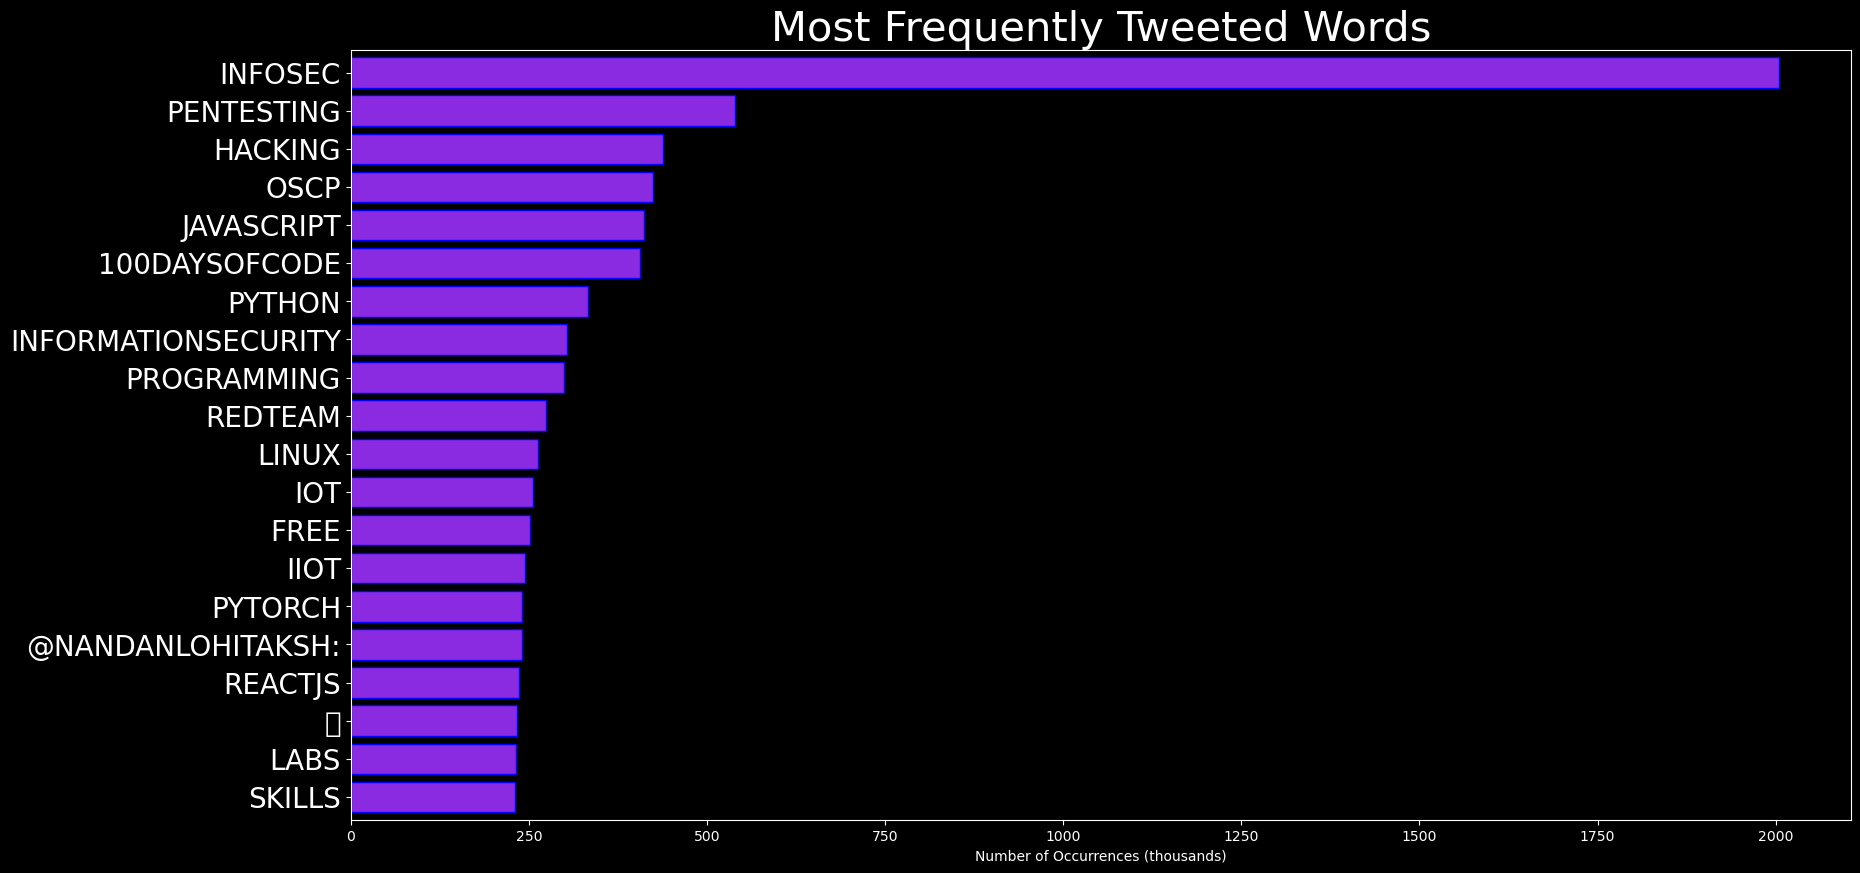 Most Frequently Tweeted Words
INFOSEC
PENTESTING
HACKING
OSCP
JAVASCRIPT
100DAYSOFCODE
PYTHON
INFORMATIONSECURITY
PROGRAMMING
REDTEAM
LINUX
IOT
FREE
IIOT
PYTORCH
@NANDANLOHITAKSH:
REACTJS
LABS
SKILLS
0 250 500 750 1000 1250 1500 1750 2000
Number of Occurrences (thousands)